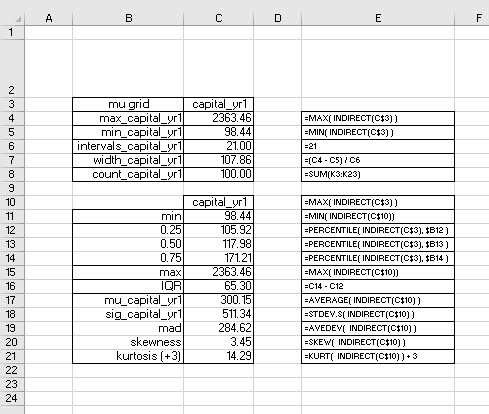 A B C D E F
1
2
3 mu grid capital_yr1
4 max_capital_yr1 2363.46 =MAX( INDIRECT(C$3) )
5 min_capital_yr1 98.44 =MIN( INDIRECT(C$3) )
6 intervals_capital_yr1 21.00 =21
7 width_capital_yr1 107.86 =(C4 - C5) / C6
8 count_capital_yr1 100.00 =SUM(K3:K23)
9
10 capital_yr1 =MAX( INDIRECT(C$3) )
11 min 98.44 =MIN( INDIRECT(C$10))
12 0.25 105.92 =PERCENTILE( INDIRECT(C$3), $B12 )
13 0.50 117.98 =PERCENTILE( INDIRECT(C$3), $B13 )
14 0.75 171.21 =PERCENTILE( INDIRECT(C$3), $B14 )
15 max 2363.46 =MAX( INDIRECT(C$10))
16 IQR 65.30 =C14 - C12
17 mu_capital_yr1 300.15 =AVERAGE( INDIRECT(C$10) )
18 sig_capital_yr1 511.34 =STDEV.S( INDIRECT(C$10) )
19 mad 284.62 =AVEDEV( INDIRECT(C$10) )
20 skewness 3.45 =SKEW( INDIRECT(C$10) )
21 kurtosis (+3) 14.29 =KURT( INDIRECT(C$10) ) + 3
22
23
24